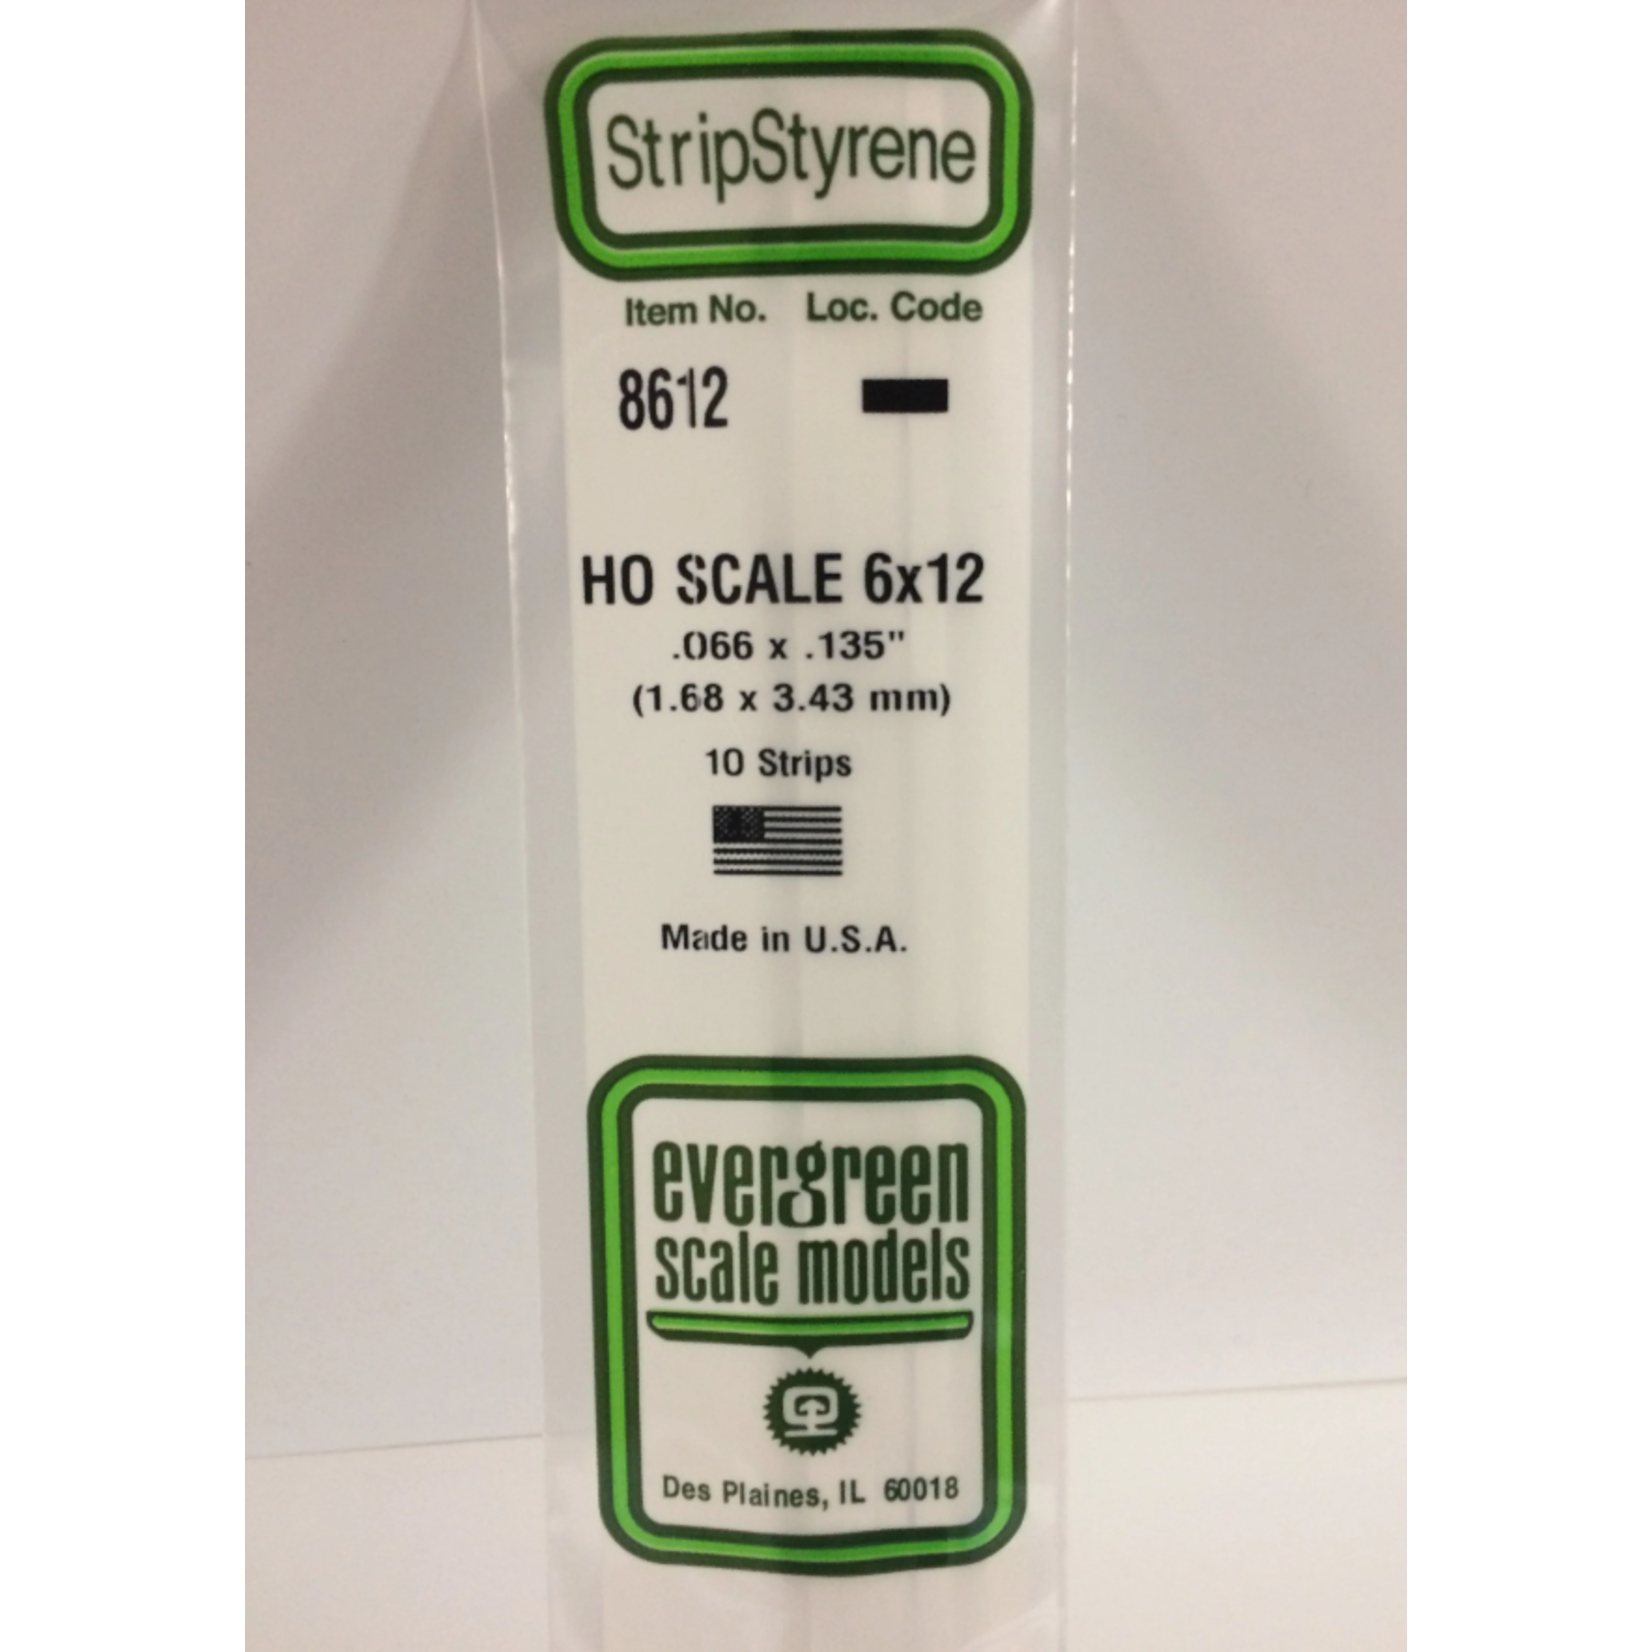 StripStyrene
Item No. Loc. Code
8612
HO SCALE 6x12
.066 x .135"
(1.68 x 3.43 mm)
10 Strips
Made in U.S.A.
evergreen
scale models
Des Plaines, IL 60018